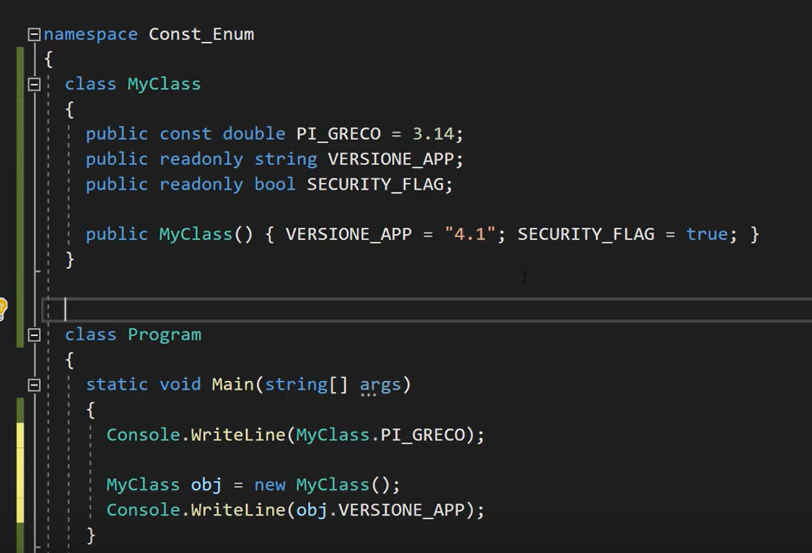 namespace Const_Enum
{
class MyClass
{
public const double PI_GRECO = 3.14;
public readonly string VERSIONE_APP;
public readonly bool SECURITY_FLAG;
public MyClass() { VERSIONE_APP = "4.1"; SECURITY_FLAG = true; }
}
class Program
{
static void Main(string[] args)
{
Console.WriteLine(MyClass.PI_GRECO);
MyClass obj = new MyClass();
Console.WriteLine(obj.VERSIONE_APP);
}